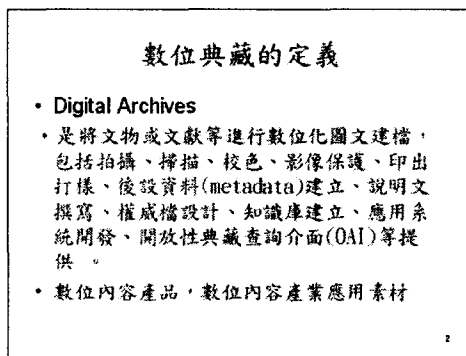 數位典藏的定義
• Digital Archives
• 是將文物或文獻等進行數位化圖文建檔，
包括拍攝、掃描、校色、影像保護、印出
打樣、後設資料(metadata)建立、說明文
撰寫、權威檔設計、知識庫建立、應用系
統開發、開放性典藏查詢介面(OAI)等提
供 。
• 數位內容產品，數位內容產業應用素材
2